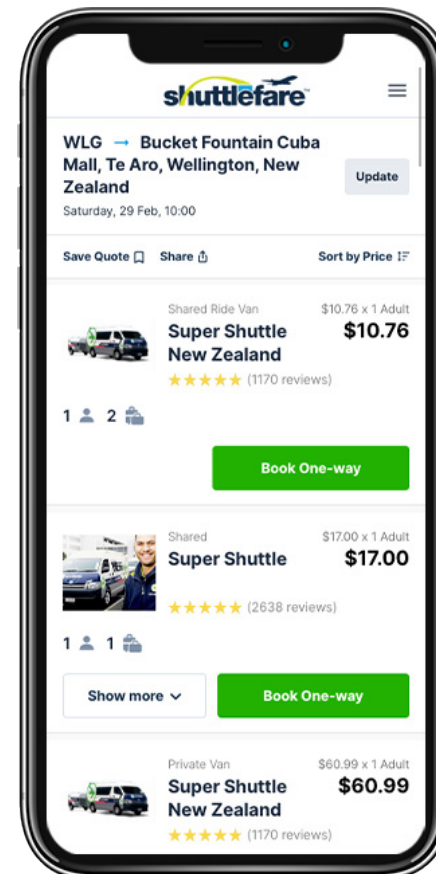 shuttlefare™
WLG → Bucket Fountain Cuba
Mall, Te Aro, Wellington, New
Zealand
Update
Saturday, 29 Feb, 10:00
Save Quote Share Sort by Price
Shared Ride Van $10.76 x 1 Adult
Super Shuttle $10.76
New Zealand
★★★★★ (1170 reviews)
1 2
Book One-way
Shared $17.00 x 1 Adult
Super Shuttle $17.00
★★★★★ (2638 reviews)
1 1
Show more Book One-way
Private Van $60.99 x 1 Adult
Super Shuttle $60.99
New Zealand
★★★★★ (1170 reviews)